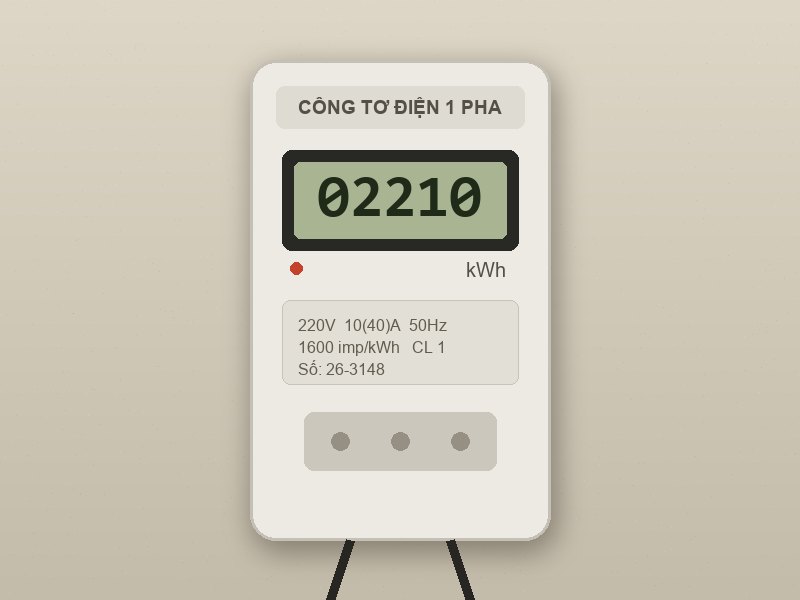 CÔNG TƠ ĐIỆN 1 PHA
02210
kWh
220V 10(40)A 50Hz
1600 imp/kWh CL 1
Số: 26-3148